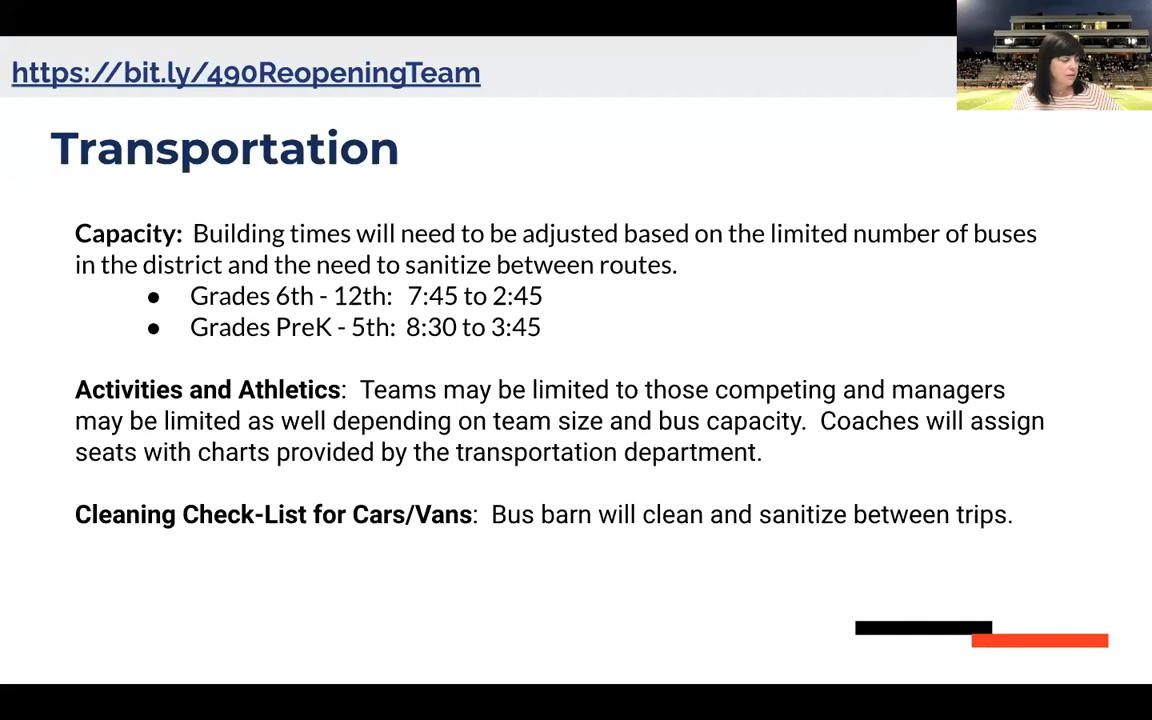 https://bit.ly/490ReopeningTeam
Transportation
Capacity: Building times will need to be adjusted based on the limited number of buses
in the district and the need to sanitize between routes.
● Grades 6th - 12th: 7:45 to 2:45
● Grades PreK - 5th: 8:30 to 3:45
Activities and Athletics: Teams may be limited to those competing and managers
may be limited as well depending on team size and bus capacity. Coaches will assign
seats with charts provided by the transportation department.
Cleaning Check-List for Cars/Vans: Bus barn will clean and sanitize between trips.